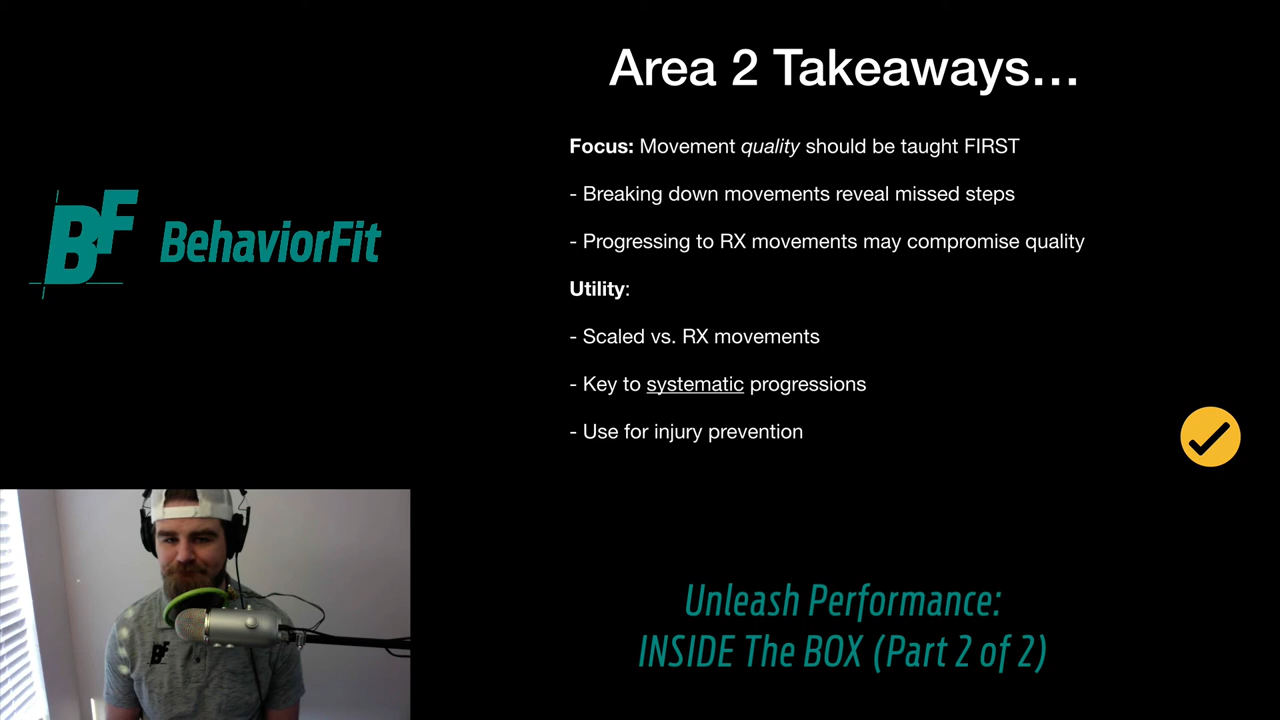 Area 2 Takeaways…
Focus: Movement quality should be taught FIRST
- Breaking down movements reveal missed steps
- Progressing to RX movements may compromise quality
Utility:
- Scaled vs. RX movements
- Key to systematic progressions
- Use for injury prevention
BF BehaviorFit
BF
Unleash Performance:
INSIDE The BOX (Part 2 of 2)